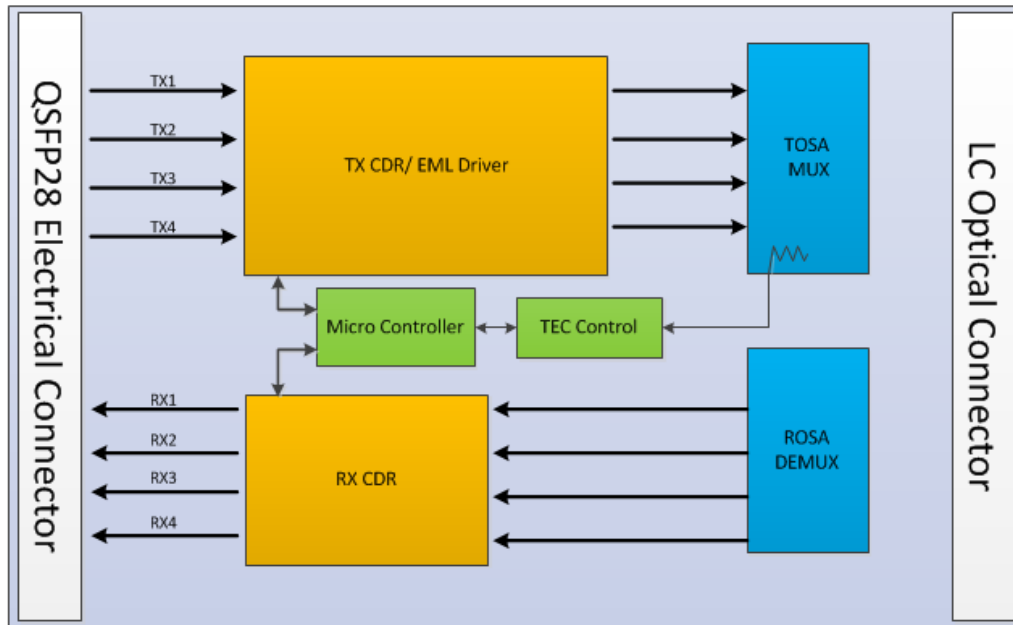 QSFP28 Electrical Connector
TX1
TX2
TX3
TX4
TX CDR/ EML Driver
TOSA
MUX
LC Optical Connector
Micro Controller
TEC Control
RX1
RX2
RX3
RX4
RX CDR
ROSA
DEMUX